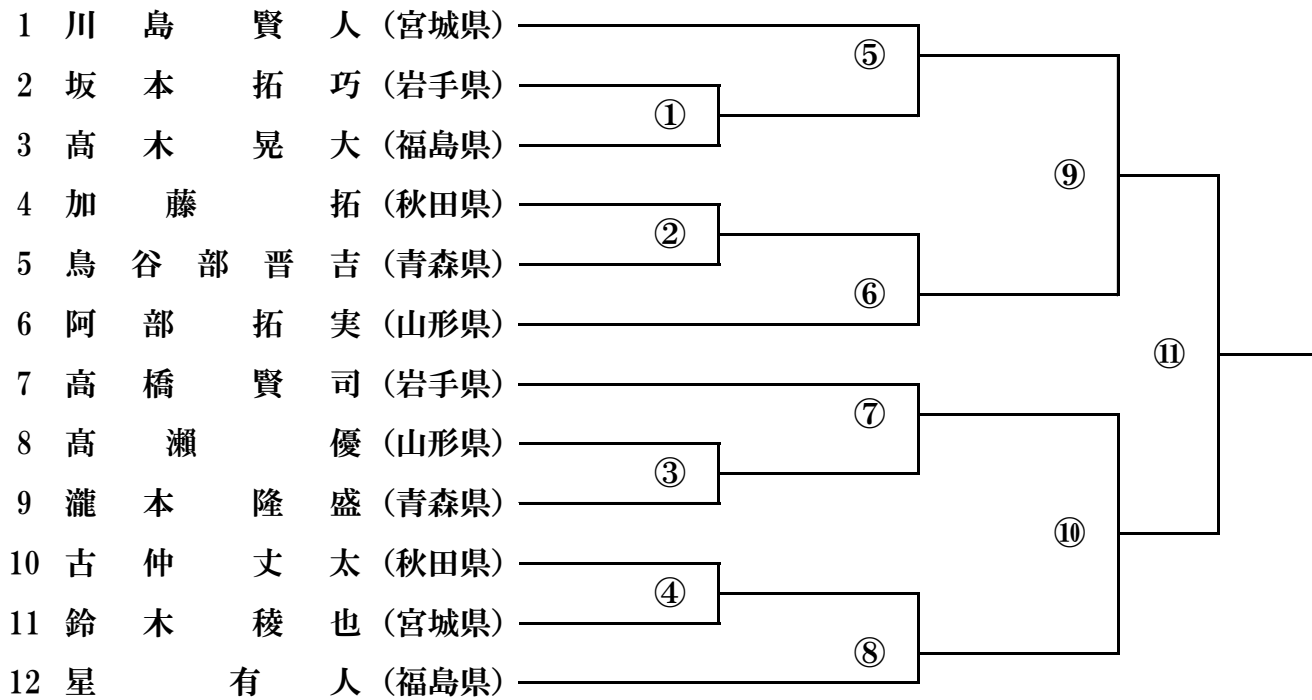 1 川島賢人（宮城県）
2 坂本拓巧（岩手県）
3 髙木晃大（福島県）
4 加藤拓（秋田県）
5 鳥谷部晋吉（青森県）
6 阿部拓実（山形県）
7 高橋賢司（岩手県）
8 髙瀨優（山形県）
9 瀧本隆盛（青森県）
10 古仲丈太（秋田県）
11 鈴木稜也（宮城県）
12 星有人（福島県）
①
②
③
④
⑤
⑥
⑦
⑧
⑨
⑩
⑪